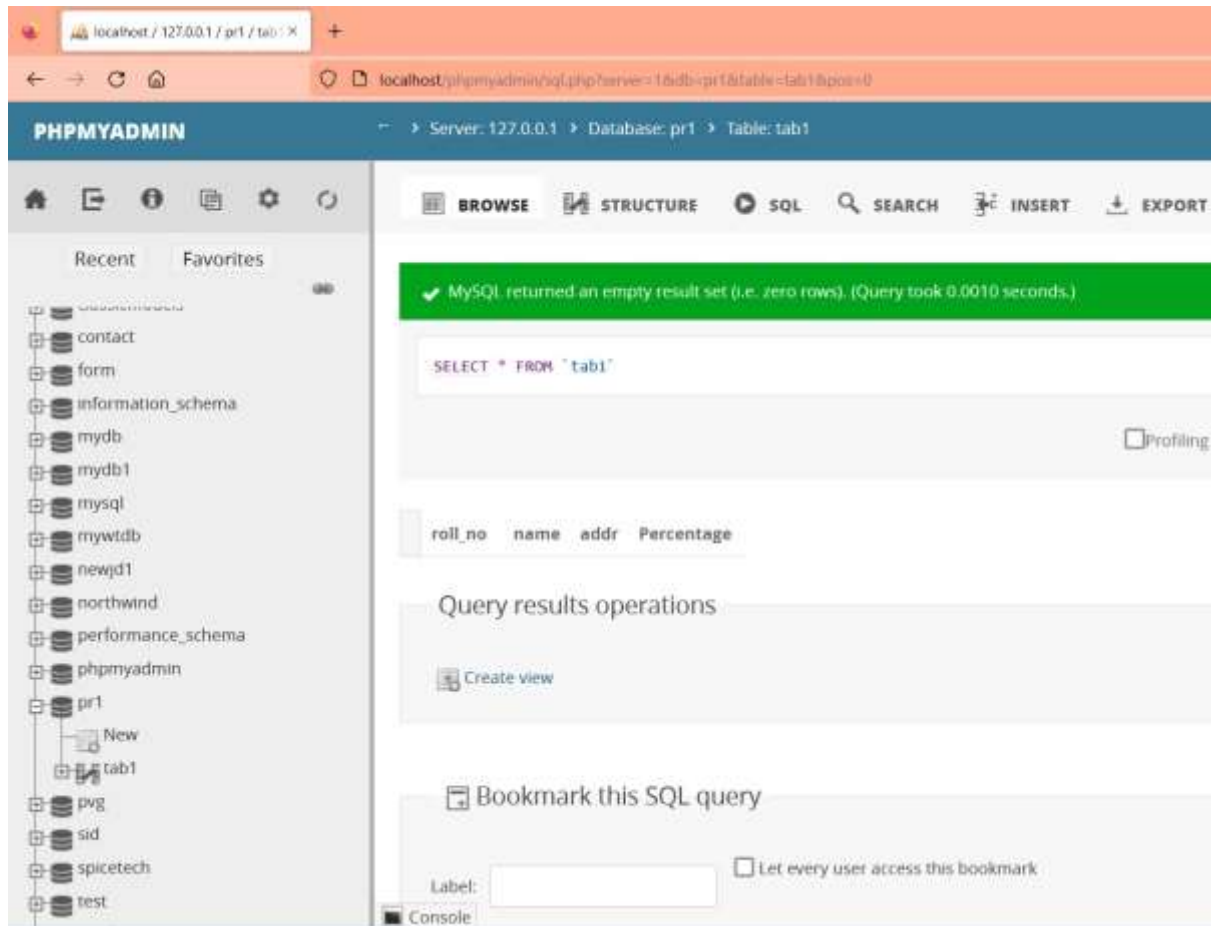 localhost / 127.0.0.1 / pr1 / tab1
localhost/phpmyadmin/sql.php?server=1&db=pr1&table=tab1&pos=0
PHPMYADMIN
Server: 127.0.0.1 > Database: pr1 > Table: tab1
BROWSE STRUCTURE SQL SEARCH INSERT EXPORT
Recent Favorites
MySQL returned an empty result set (i.e. zero rows). (Query took 0.0010 seconds.)
SELECT * FROM `tab1`
Profiling
contact
form
information_schema
mydb
mydb1
mysql
mywtdb
newjd1
northwind
performance_schema
phpmyadmin
pr1
New
tab1
pvg
sid
spicetech
test
roll_no name addr Percentage
Query results operations
Create view
Bookmark this SQL query
Label:
Let every user access this bookmark
Console